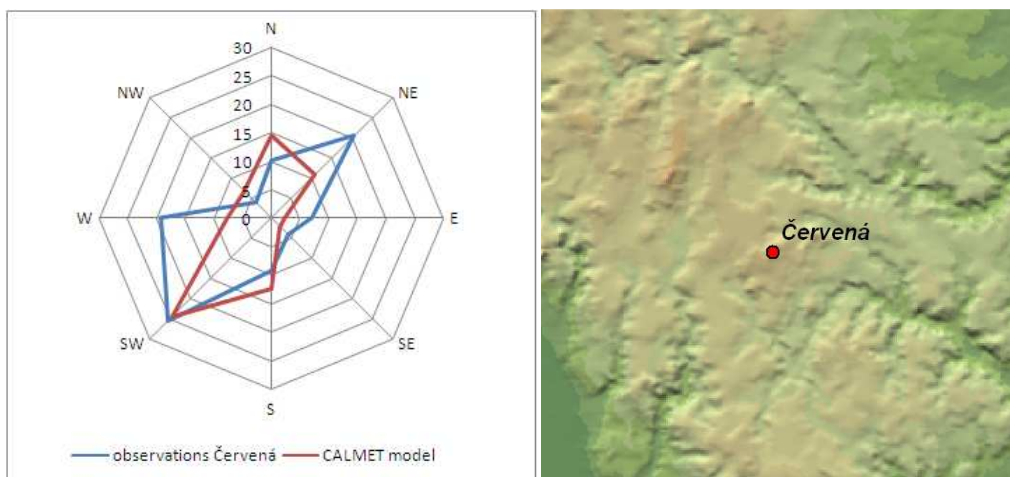 N
30
25
20
15
10
5
0
NW
NE
W
E
SW
SE
S
observations Červená
CALMET model
Červená